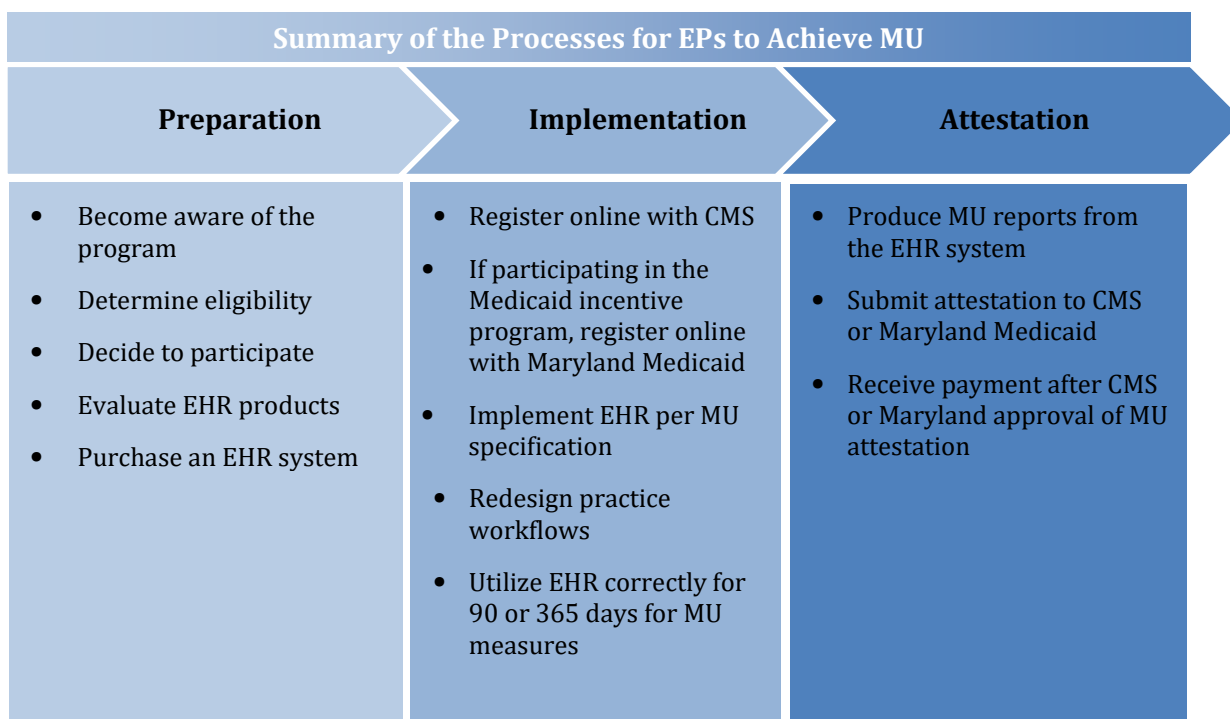 Summary of the Processes for EPs to Achieve MU
Preparation
Implementation
Attestation
• Become aware of the
program
• Determine eligibility
• Decide to participate
• Evaluate EHR products
• Purchase an EHR system
• Register online with CMS
• If participating in the
Medicaid incentive
program, register online
with Maryland Medicaid
• Implement EHR per MU
specification
• Redesign practice
workflows
• Utilize EHR correctly for
90 or 365 days for MU
measures
• Produce MU reports from
the EHR system
• Submit attestation to CMS
or Maryland Medicaid
• Receive payment after CMS
or Maryland approval of MU
attestation